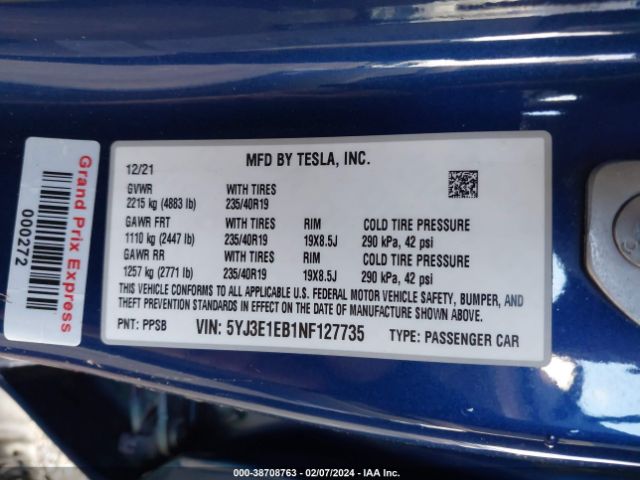 Grand Prix Express
000272
MFD BY TESLA, INC.
12/21
GVWR WITH TIRES
2215 kg (4883 lb) 235/40R19
GAWR FRT WITH TIRES RIM COLD TIRE PRESSURE
1110 kg (2447 lb) 235/40R19 19X8.5J 290 kPa, 42 psi
GAWR RR WITH TIRES RIM COLD TIRE PRESSURE
1257 kg (2771 lb) 235/40R19 19X8.5J 290 kPa, 42 psi
THIS VEHICLE CONFORMS TO ALL APPLICABLE U.S. FEDERAL MOTOR VEHICLE SAFETY, BUMPER, AND
THEFT PREVENTION STANDARDS IN EFFECT ON THE DATE OF MANUFACTURE SHOWN ABOVE.
PNT: PPSB VIN: 5YJ3E1EB1NF127735 TYPE: PASSENGER CAR
000-38708763 - 02/07/2024 - IAA Inc.